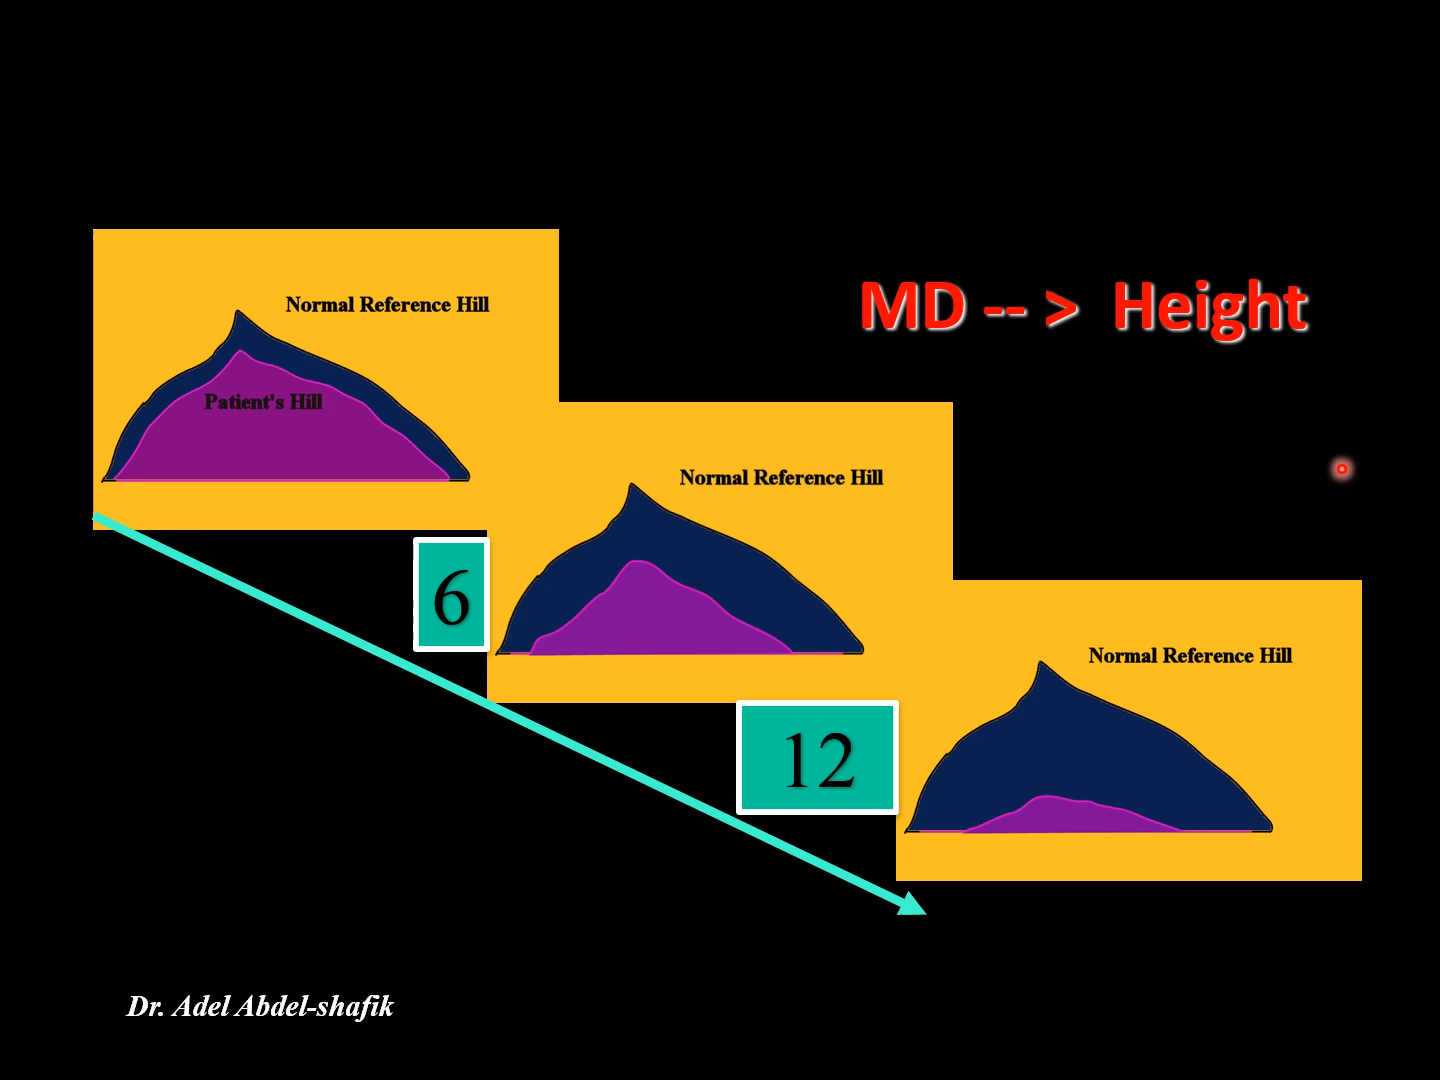 Normal Reference Hill
MD -- >  Height
Patient's Hill
Normal Reference Hill
6
Normal Reference Hill
12
Dr. Adel Abdel-shafik